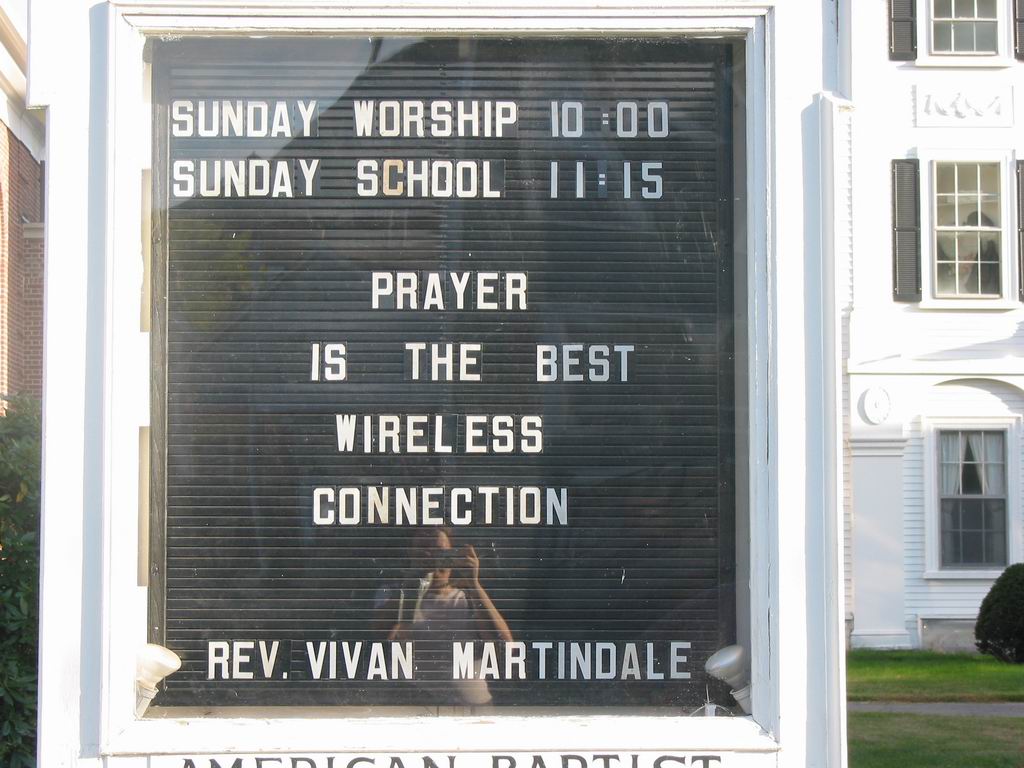 SUNDAY WORSHIP 10:00
SUNDAY SCHOOL 11:15
PRAYER
IS THE BEST
WIRELESS
CONNECTION
REV. VIVAN MARTINDALE
AMERICAN BAPTIST